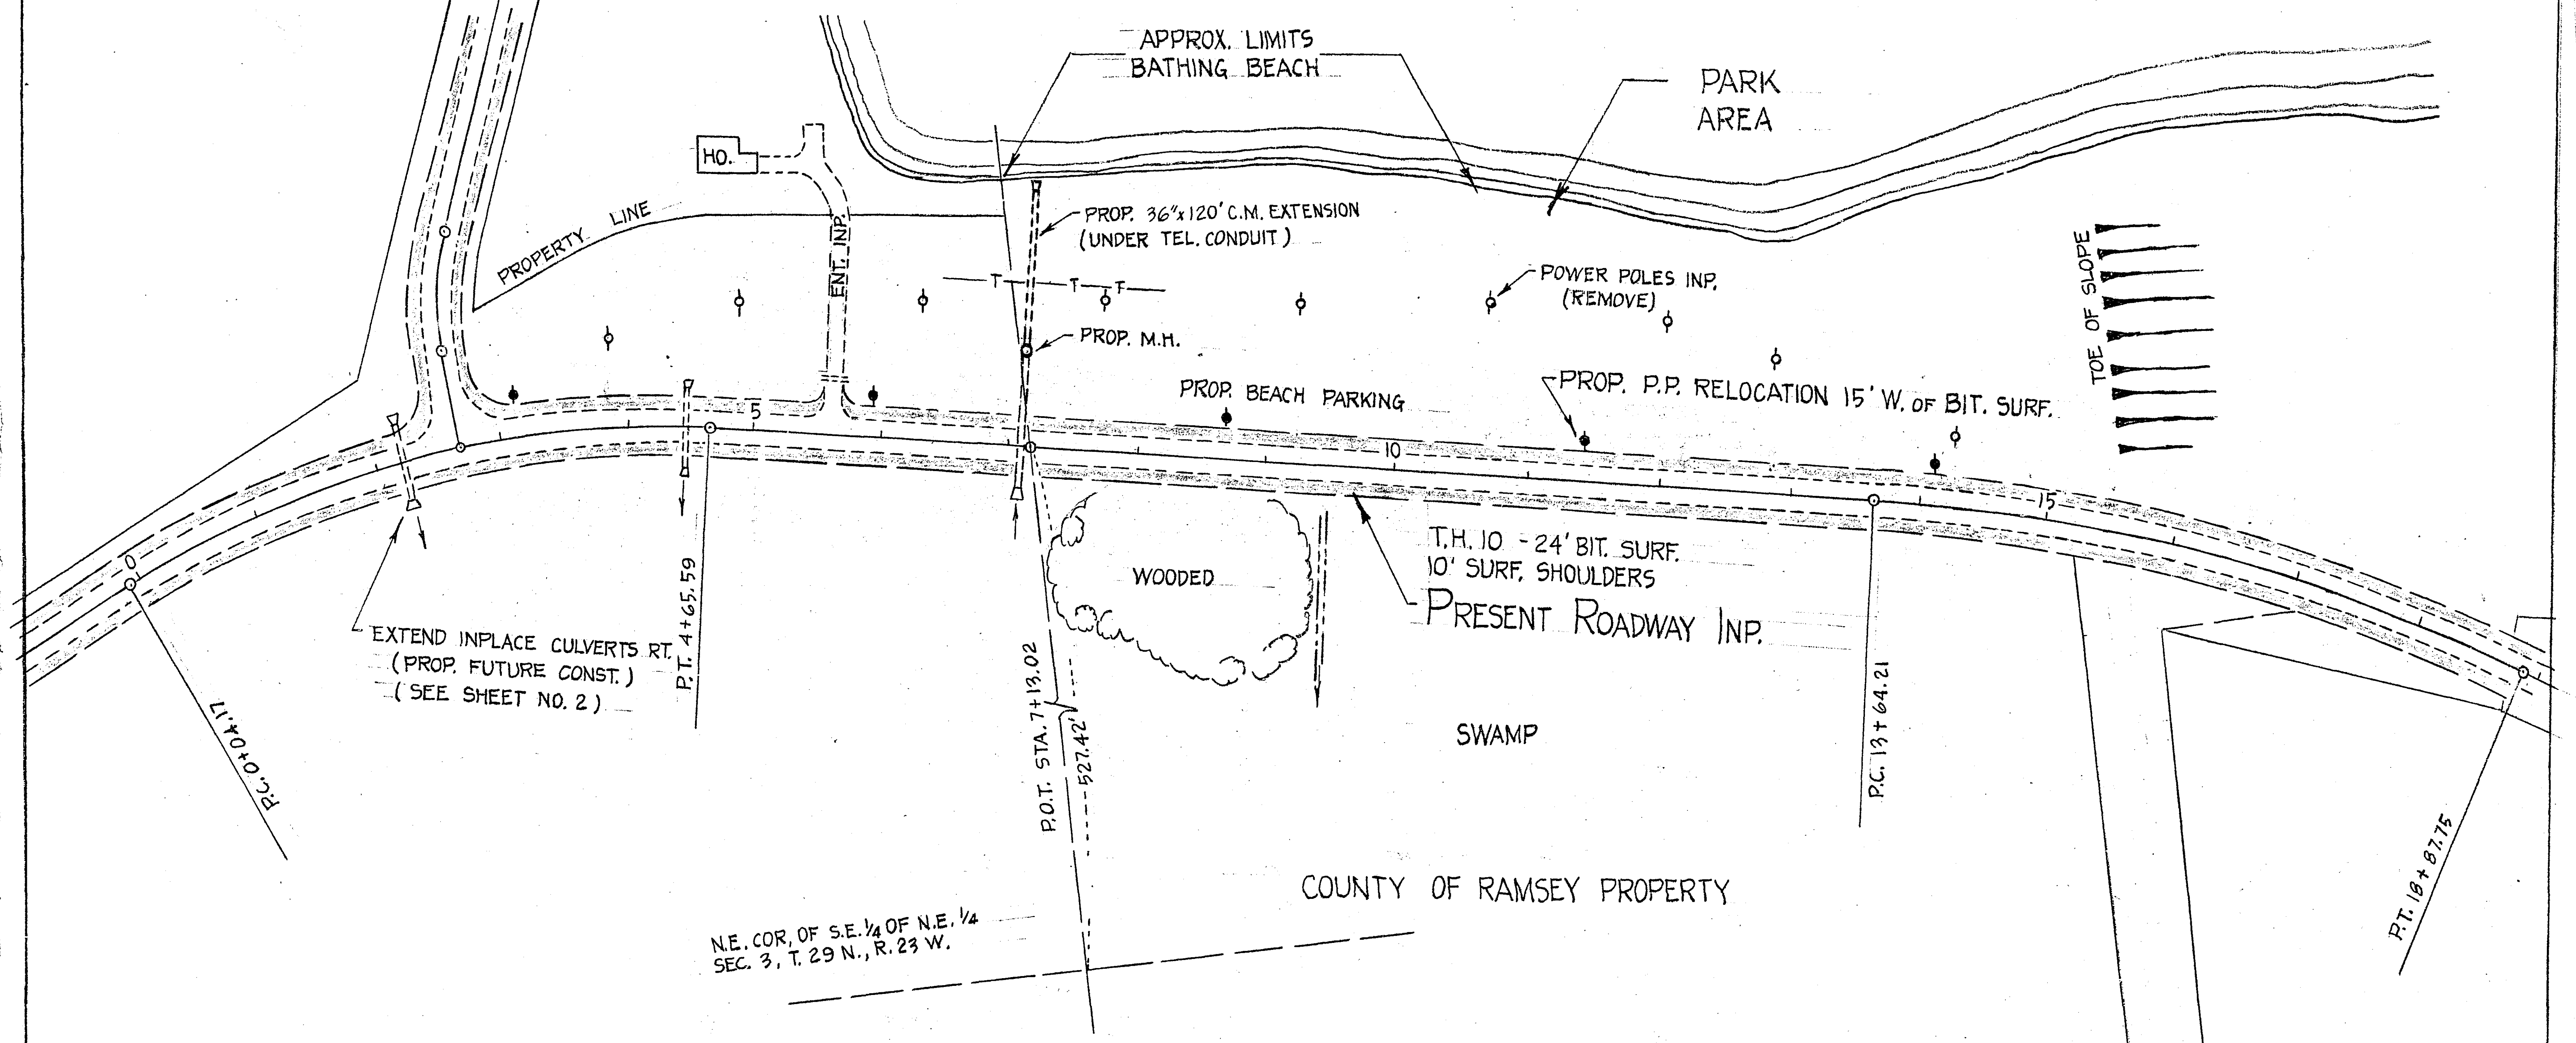 APPROX. LIMITS
BATHING BEACH
PARK
AREA
HO.
PROPERTY LINE
ENT. INP.
PROP. 36"x120' C.M. EXTENSION
(UNDER TEL. CONDUIT)
T T T
POWER POLES INP.
(REMOVE)
TOE OF SLOPE
PROP. M.H.
PROP. BEACH PARKING
PROP. P.P. RELOCATION 15' W. OF BIT. SURF.
0
5
10
15
T.H. 10 - 24' BIT. SURF.
10' SURF. SHOULDERS
PRESENT ROADWAY INP.
WOODED
EXTEND INPLACE CULVERTS RT.
(PROP. FUTURE CONST.)
(SEE SHEET NO. 2)
P.C. 0+04.17
P.T. 4+65.59
P.O.T. STA. 7+13.02
527.42'
P.C. 13+64.21
P.T. 18+87.75
SWAMP
COUNTY OF RAMSEY PROPERTY
N.E. COR. OF S.E. 1/4 OF N.E. 1/4
SEC. 3, T. 29 N., R. 23 W.